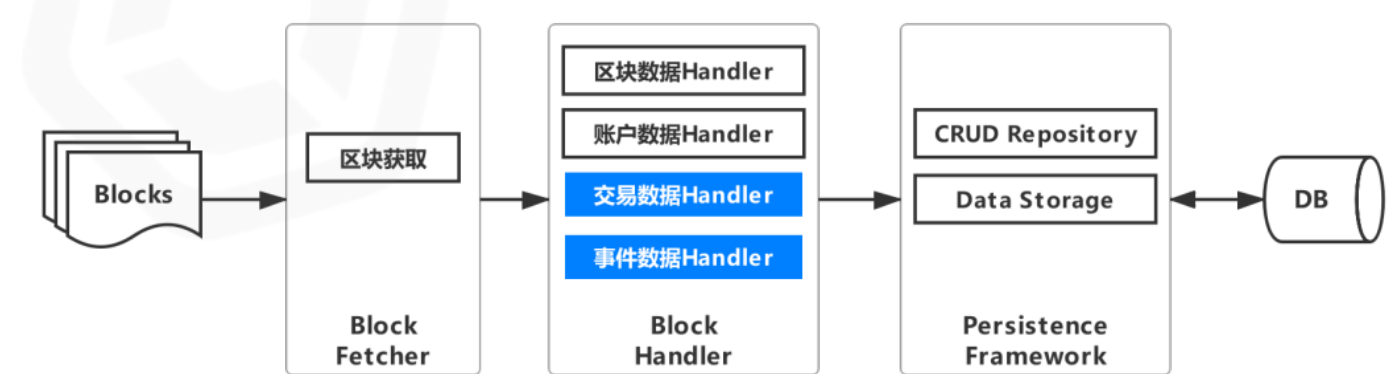 Blocks
区块获取
Block
Fetcher
区块数据Handler
账户数据Handler
交易数据Handler
事件数据Handler
Block
Handler
CRUD Repository
Data Storage
Persistence
Framework
DB